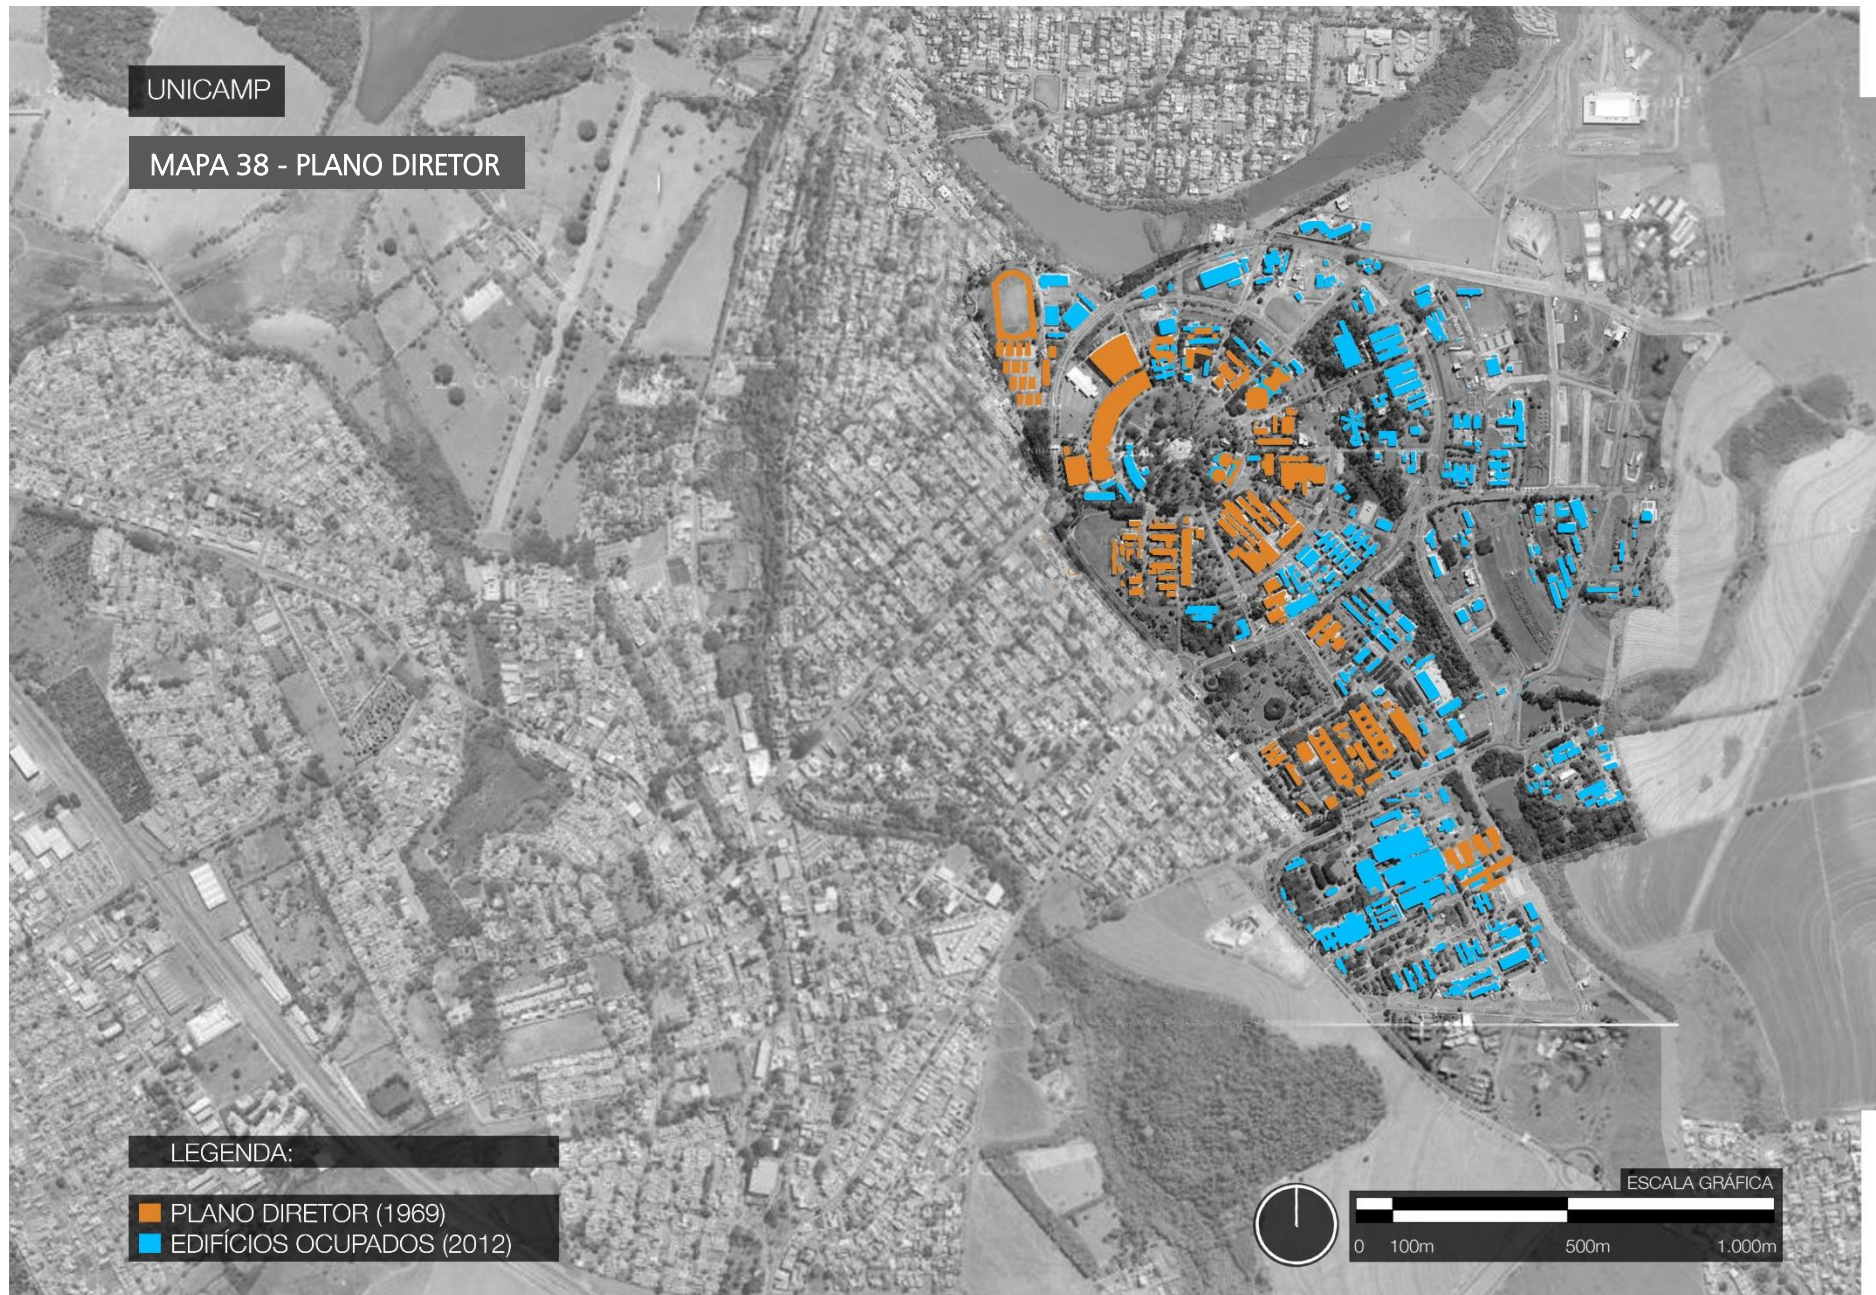 UNICAMP
MAPA 38 - PLANO DIRETOR
LEGENDA:
PLANO DIRETOR (1969)
EDIFÍCIOS OCUPADOS (2012)
ESCALA GRÁFICA
0 100m 500m 1.000m
Google